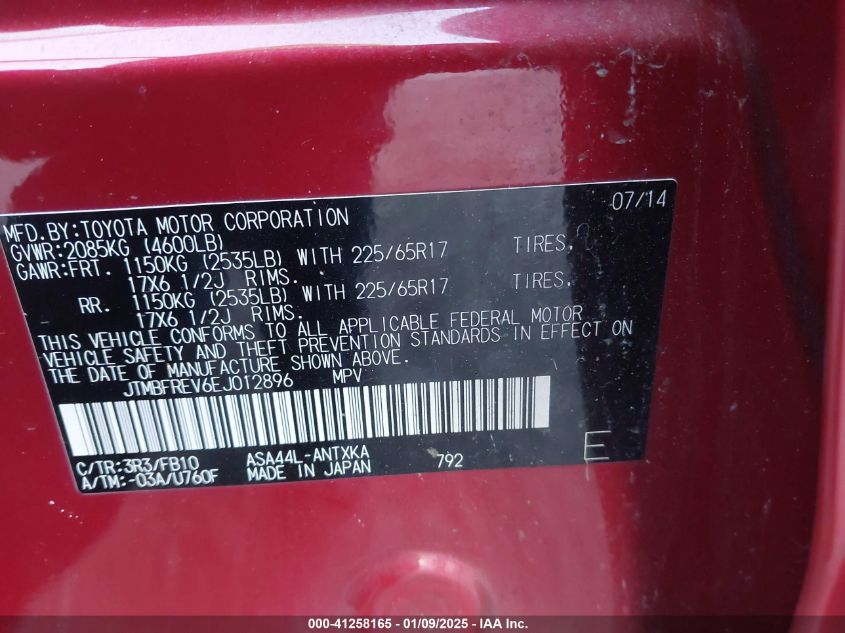 MFD.BY:TOYOTA MOTOR CORPORATION 07/14
GVWR:2085KG (4600LB)
GAWR:FRT. 1150KG (2535LB) WITH 225/65R17 TIRES,
17X6 1/2J RIMS.
RR. 1150KG (2535LB) WITH 225/65R17 TIRES,
17X6 1/2J RIMS.
THIS VEHICLE CONFORMS TO ALL APPLICABLE FEDERAL MOTOR
VEHICLE SAFETY AND THEFT PREVENTION STANDARDS IN EFFECT ON
THE DATE OF MANUFACTURE SHOWN ABOVE.
JTMBFREV6EJ012896 MPV
C/TR:3R3/FB10 ASA44L-ANTXKA 792 E
A/TM:-03A/U760F MADE IN JAPAN
000-41258165 - 01/09/2025 - IAA Inc.